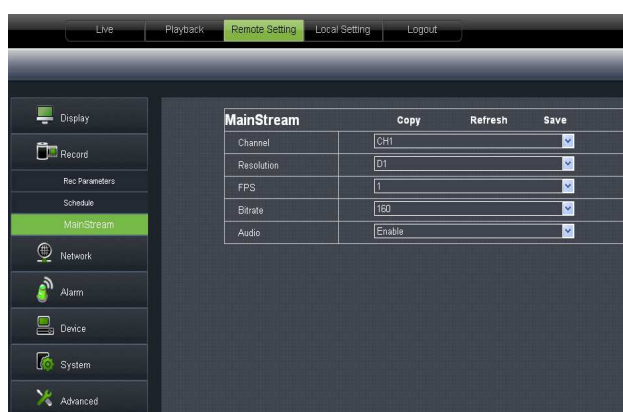 Live Playback Remote Setting Local Setting Logout
Display
Record
Rec Parameters
Schedule
MainStream
Network
Alarm
Device
System
Advanced
MainStream Copy Refresh Save
Channel CH1
Resolution D1
FPS 1
Bitrate 160
Audio Enable